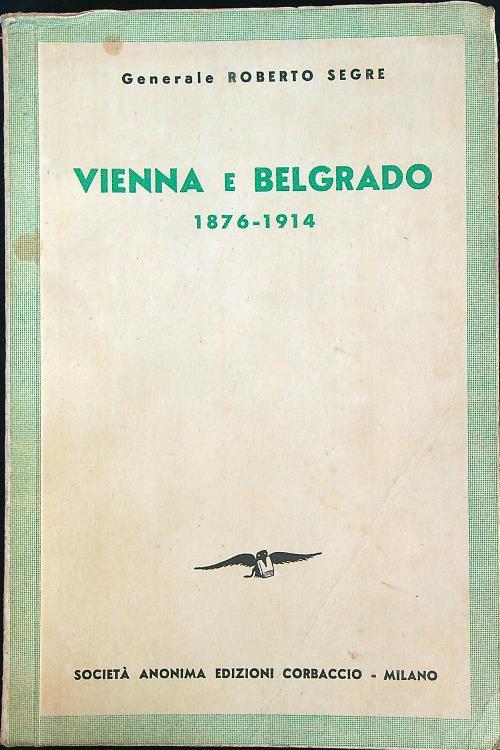 Generale ROBERTO SEGRE
VIENNA E BELGRADO
1876-1914
SOCIETÀ ANONIMA EDIZIONI CORBACCIO - MILANO